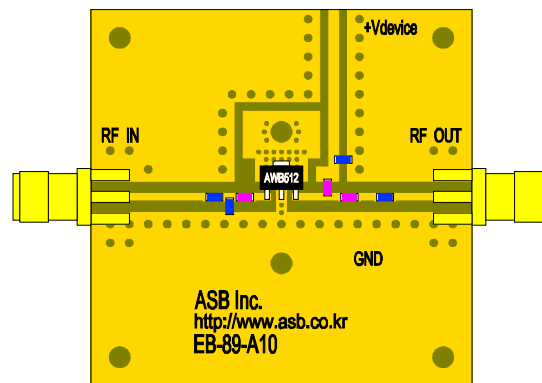 +Vdevice
RF IN
RF OUT
AWB512
GND
ASB Inc.
http://www.asb.co.kr
EB-89-A10